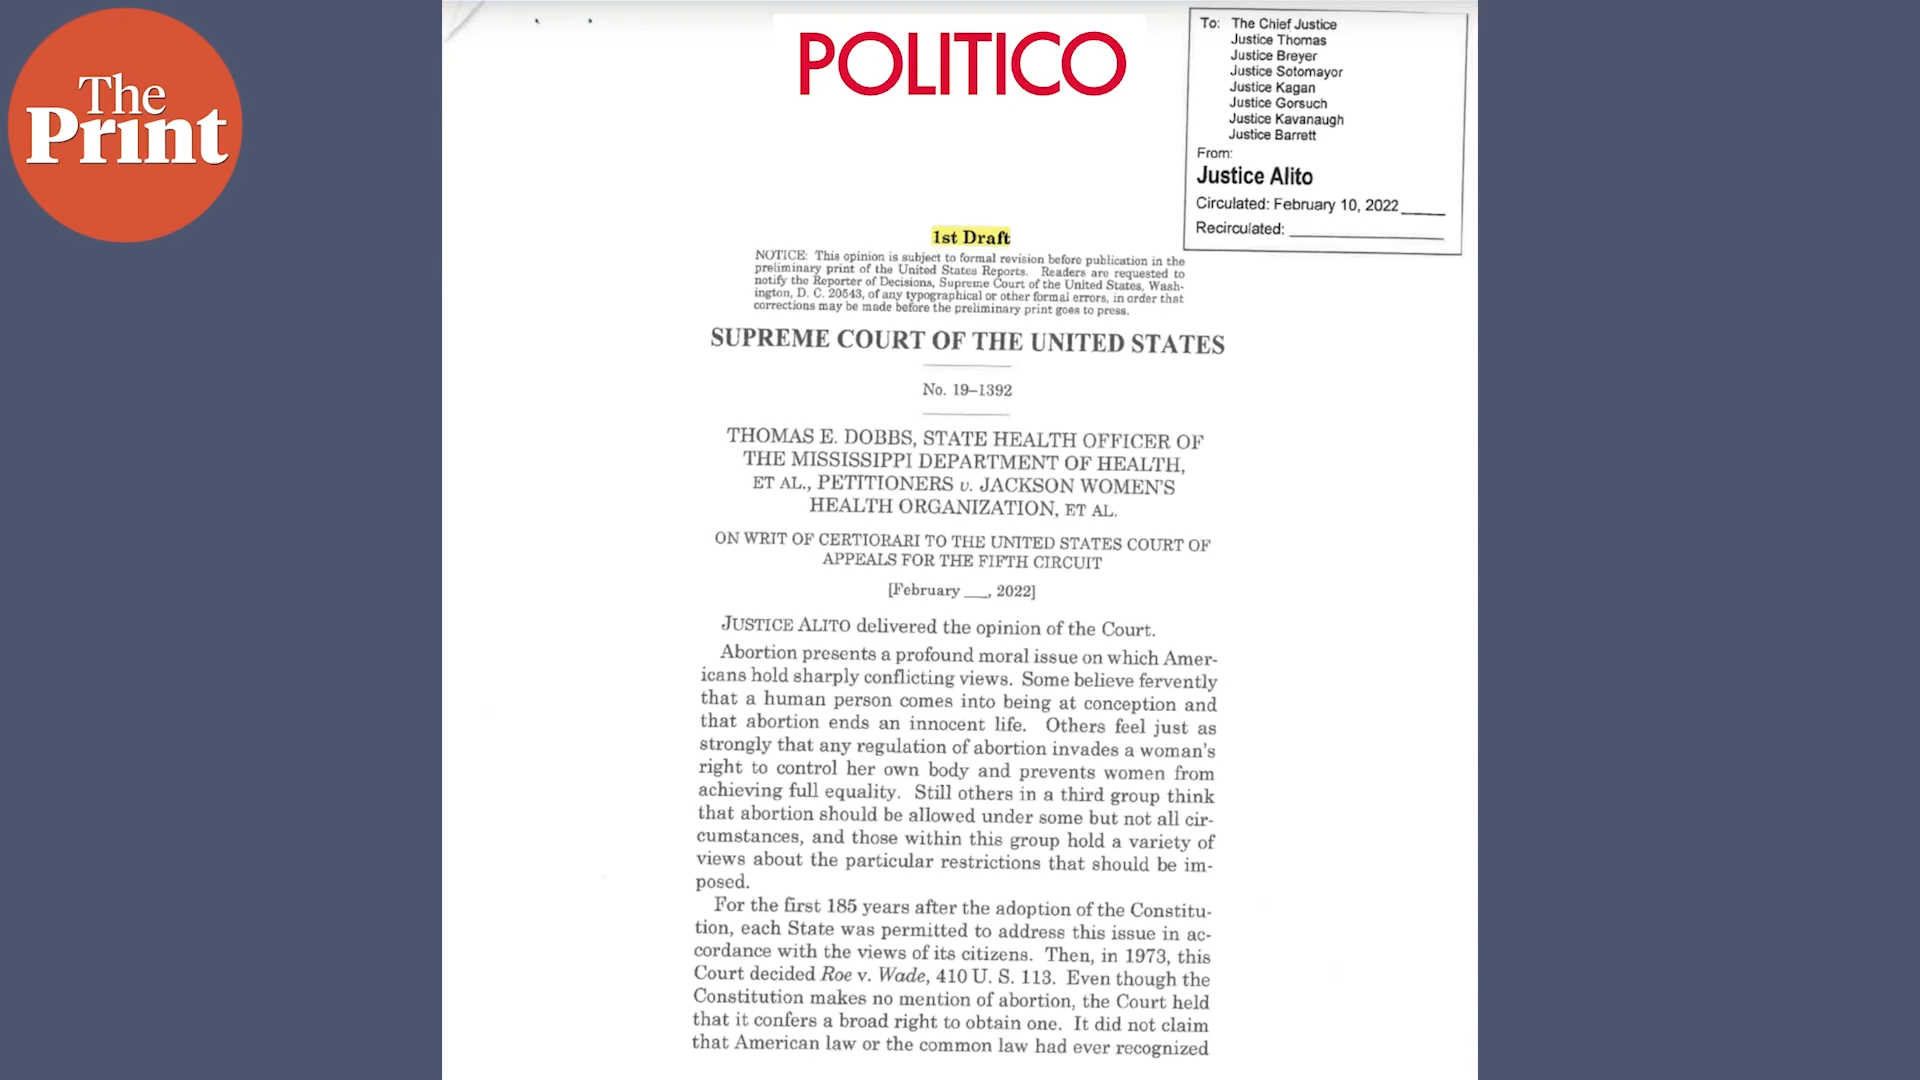 The
Print
POLITICO
To: The Chief Justice
Justice Thomas
Justice Breyer
Justice Sotomayor
Justice Kagan
Justice Gorsuch
Justice Kavanaugh
Justice Barrett
From:
Justice Alito
Circulated: February 10, 2022 _____
Recirculated: _______________
1st Draft
NOTICE: This opinion is subject to formal revision before publication in the
preliminary print of the United States Reports. Readers are requested to
notify the Reporter of Decisions, Supreme Court of the United States, Wash-
ington, D. C. 20543, of any typographical or other formal errors, in order that
corrections may be made before the preliminary print goes to press.
SUPREME COURT OF THE UNITED STATES
No. 19–1392
THOMAS E. DOBBS, STATE HEALTH OFFICER OF
THE MISSISSIPPI DEPARTMENT OF HEALTH,
ET AL., PETITIONERS v. JACKSON WOMEN'S
HEALTH ORGANIZATION, ET AL.
ON WRIT OF CERTIORARI TO THE UNITED STATES COURT OF
APPEALS FOR THE FIFTH CIRCUIT
[February ___, 2022]
JUSTICE ALITO delivered the opinion of the Court.
Abortion presents a profound moral issue on which Amer-
icans hold sharply conflicting views. Some believe fervently
that a human person comes into being at conception and
that abortion ends an innocent life. Others feel just as
strongly that any regulation of abortion invades a woman's
right to control her own body and prevents women from
achieving full equality. Still others in a third group think
that abortion should be allowed under some but not all cir-
cumstances, and those within this group hold a variety of
views about the particular restrictions that should be im-
posed.
For the first 185 years after the adoption of the Constitu-
tion, each State was permitted to address this issue in ac-
cordance with the views of its citizens. Then, in 1973, this
Court decided Roe v. Wade, 410 U. S. 113. Even though the
Constitution makes no mention of abortion, the Court held
that it confers a broad right to obtain one. It did not claim
that American law or the common law had ever recognized